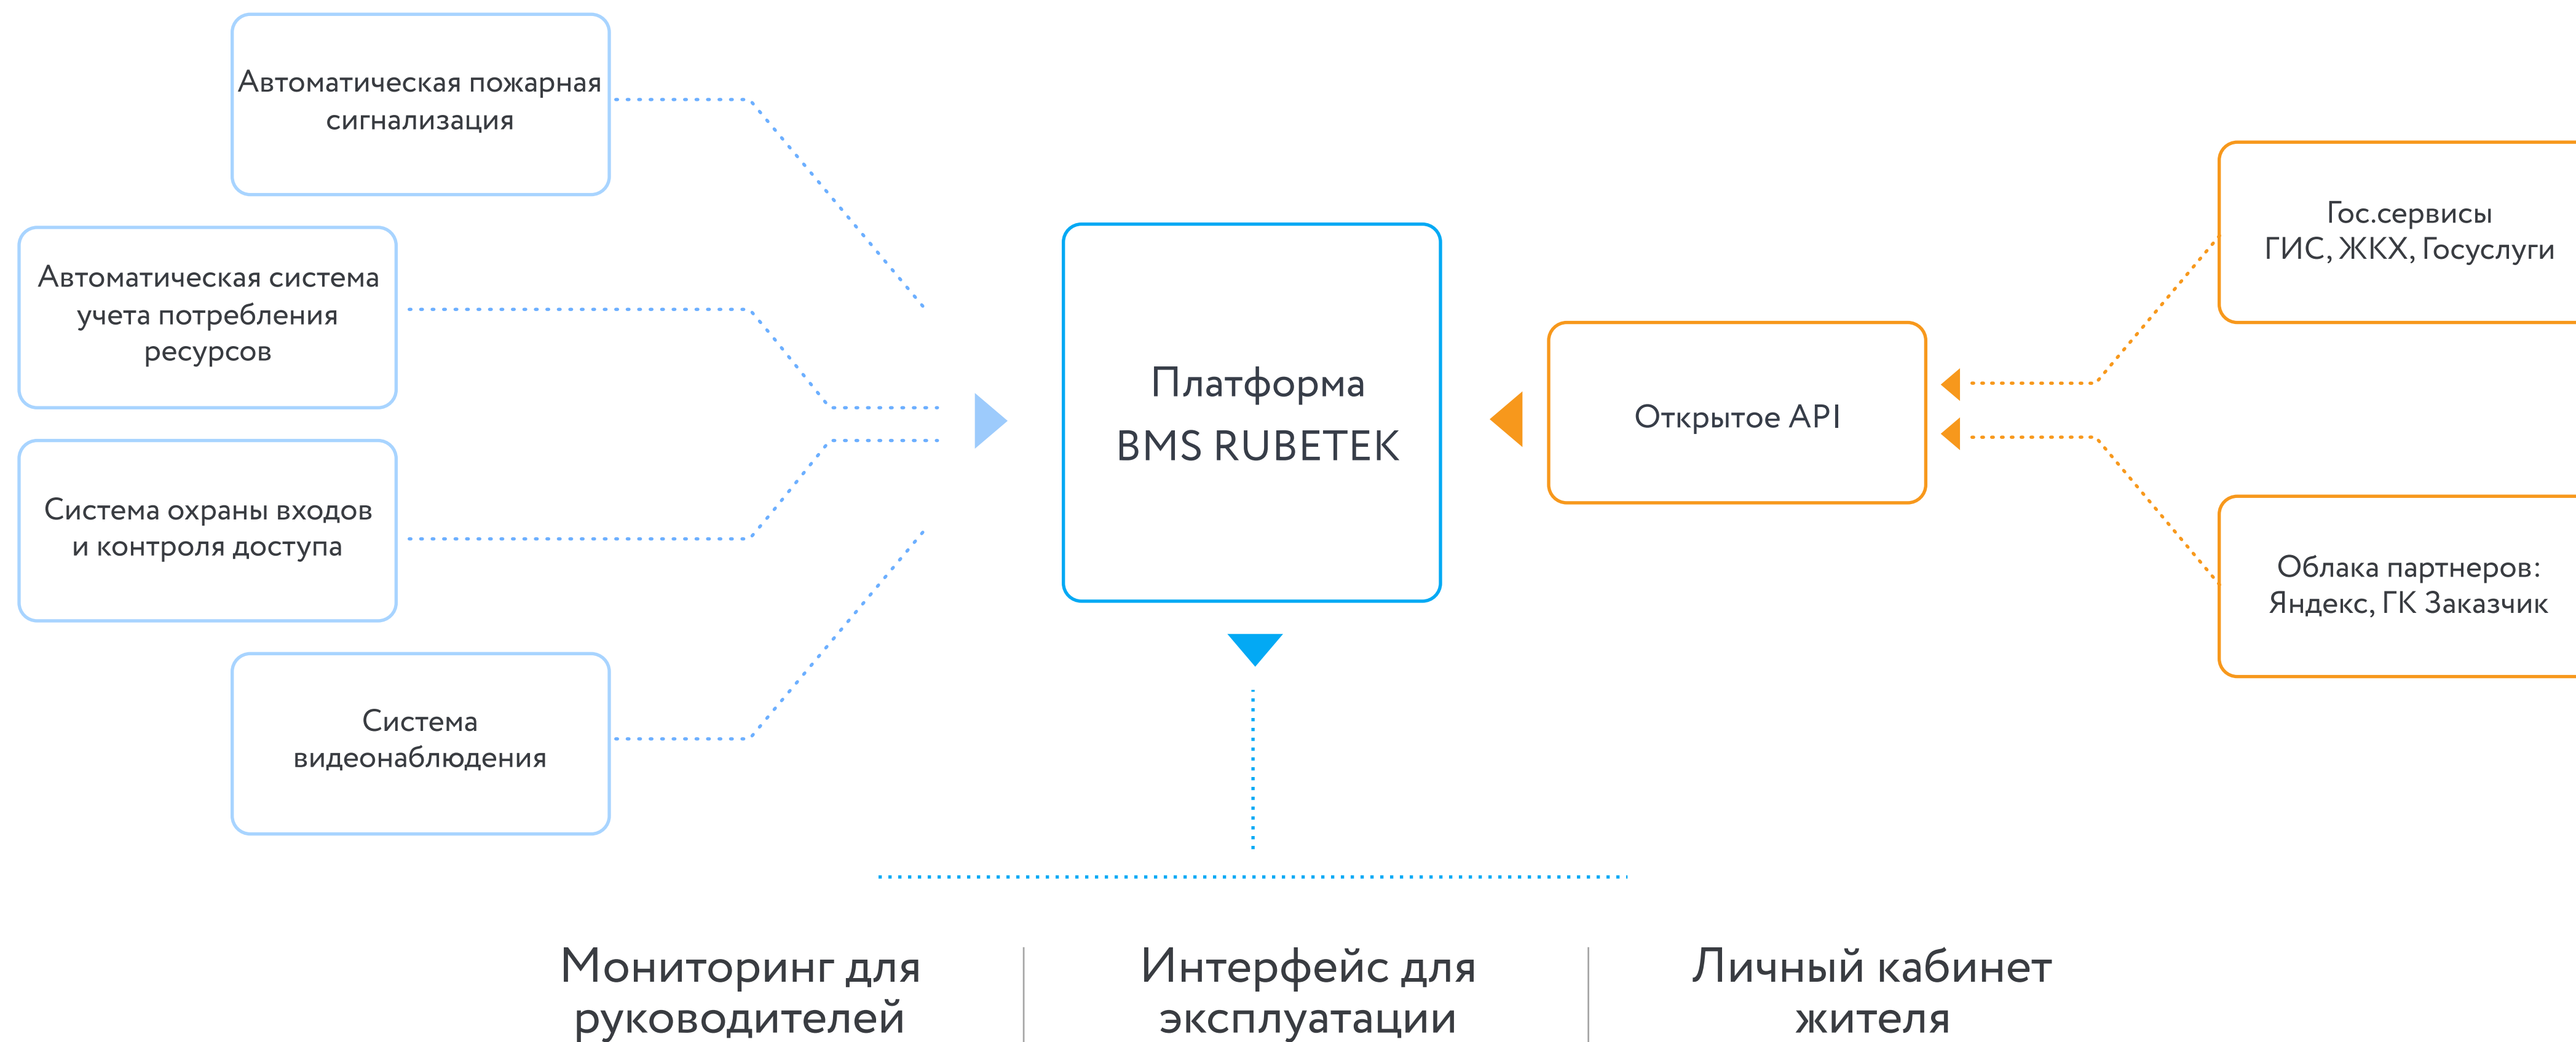 Автоматическая пожарная
сигнализация
Автоматическая система
учета потребления
ресурсов
Система охраны входов
и контроля доступа
Система
видеонаблюдения
Платформа
BMS RUBETEK
Открытое API
Гос.сервисы
ГИС, ЖКХ, Госуслуги
Облака партнеров:
Яндекс, ГК Заказчик
Мониторинг для
руководителей
Интерфейс для
эксплуатации
Личный кабинет
жителя